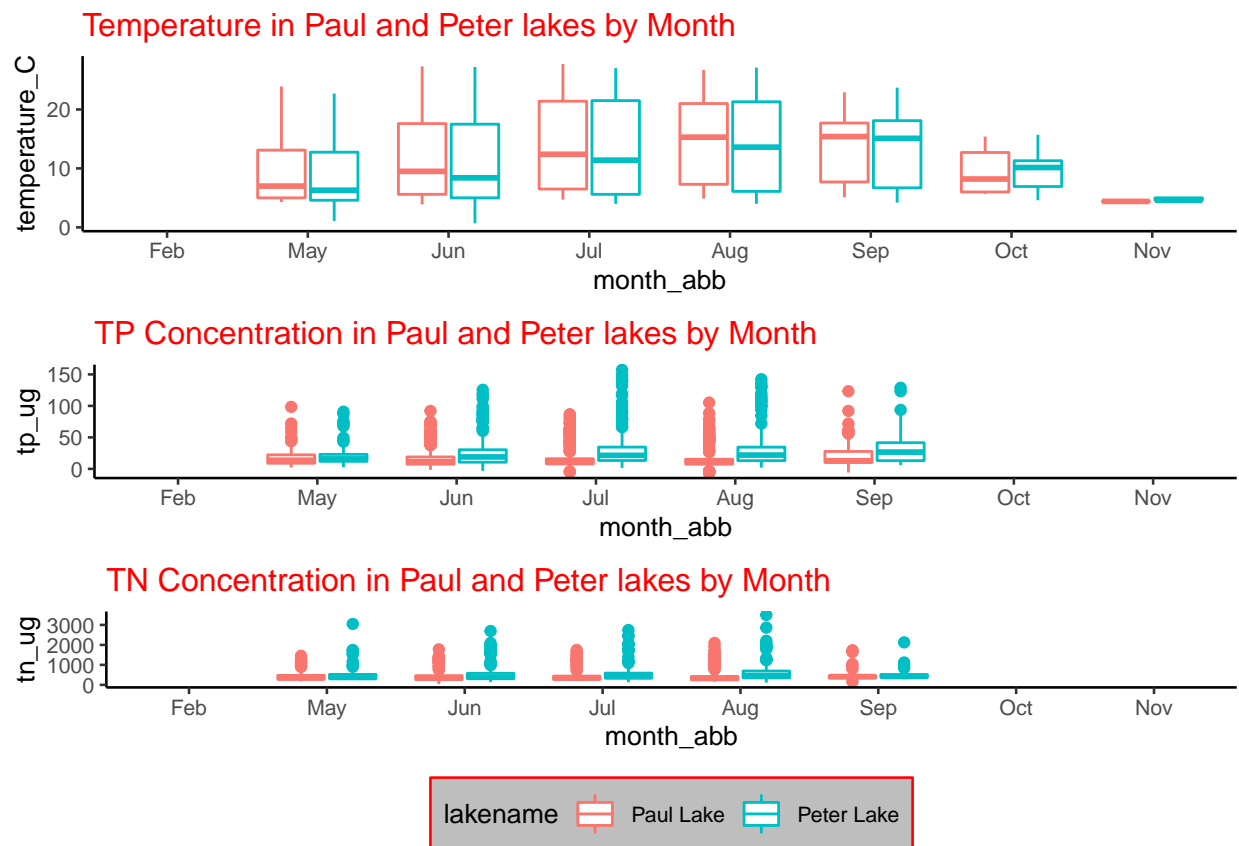 Temperature in Paul and Peter lakes by Month
temperature_C
20
10
0
Feb May Jun Jul Aug Sep Oct Nov
month_abb
TP Concentration in Paul and Peter lakes by Month
tp_ug
150
100
50
0
Feb May Jun Jul Aug Sep Oct Nov
month_abb
TN Concentration in Paul and Peter lakes by Month
tn_ug
3000
2000
1000
0
Feb May Jun Jul Aug Sep Oct Nov
month_abb
lakename Paul Lake Peter Lake